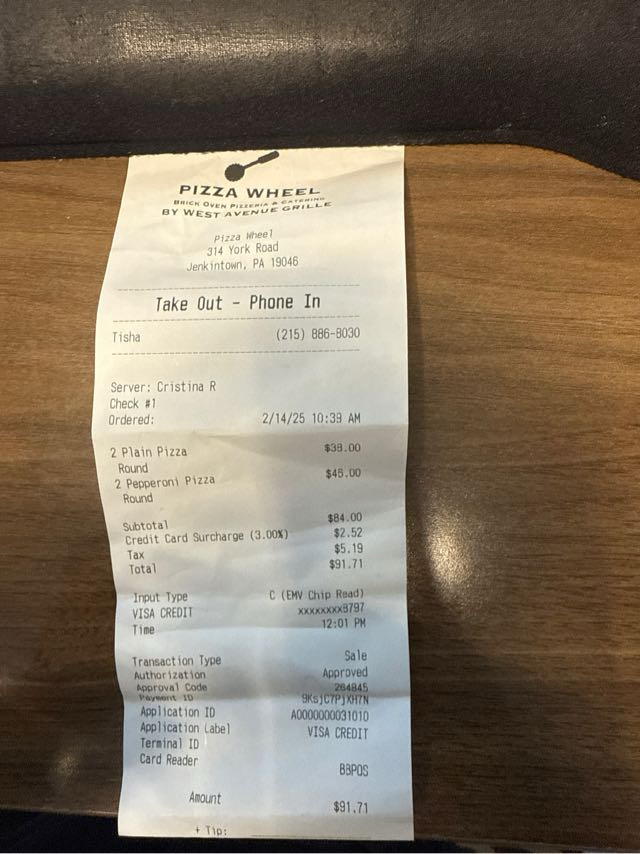 PIZZA WHEEL
BRICK OVEN PIZZERIA & CATERING
BY WEST AVENUE GRILLE
Pizza Wheel
314 York Road
Jenkintown, PA 19046
Take Out - Phone In
Tisha (215) 886-8030
Server: Cristina R
Check #1
Ordered: 2/14/25 10:39 AM
2 Plain Pizza $38.00
Round
2 Pepperoni Pizza $46.00
Round
Subtotal $84.00
Credit Card Surcharge (3.00%) $2.52
Tax $5.19
Total $91.71
Input Type C (EMV Chip Read)
VISA CREDIT xxxxxxxx9797
Time 12:01 PM
Transaction Type Sale
Authorization Approved
Approval Code 264845
Payment ID 9KsjC7PjXH7N
Application ID A0000000031010
Application Label VISA CREDIT
Terminal ID
Card Reader BBPOS
Amount $91.71
+ Tip: